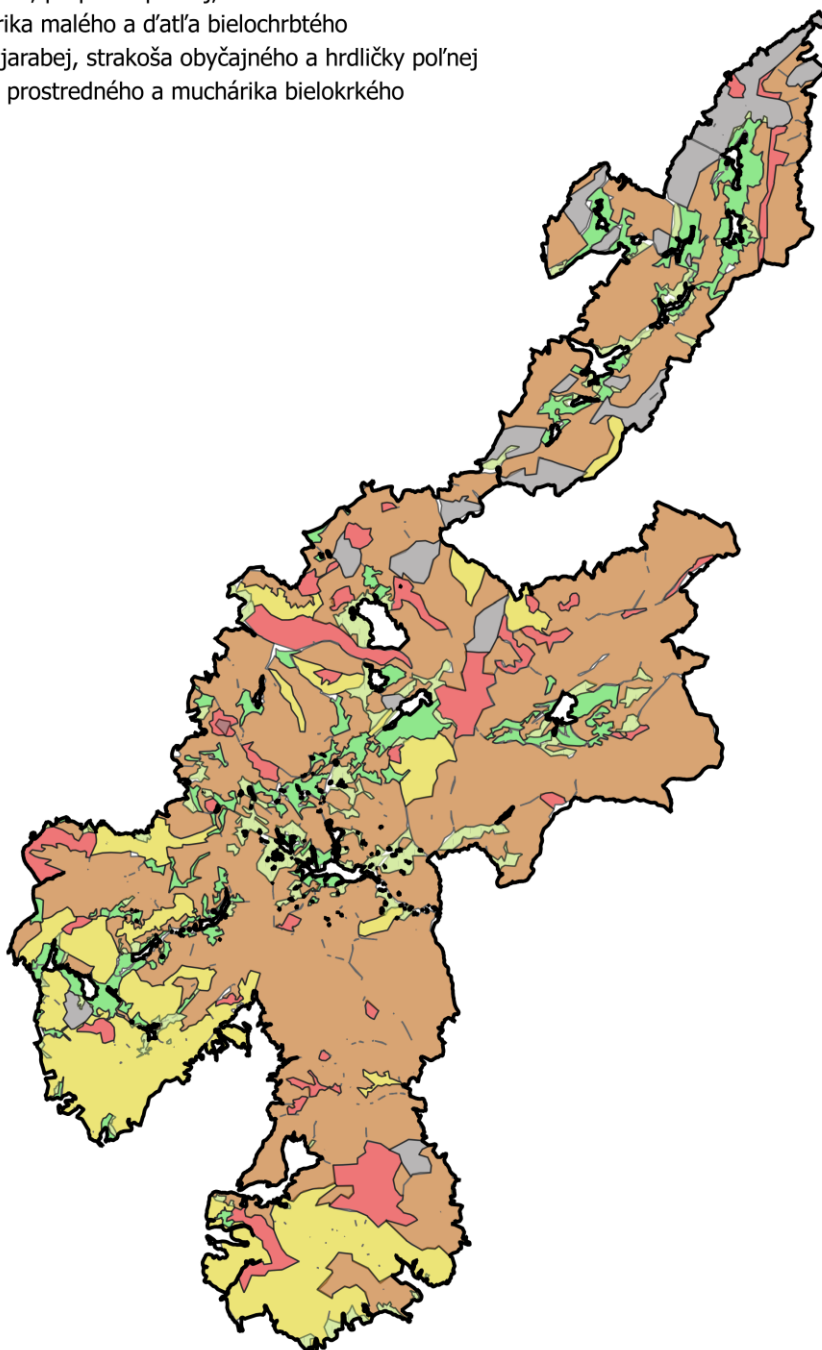 rika malého a ďatľa bielochrbtého
jarabej, strakoša obyčajného a hrdličky poľnej
prostredného a muchárika bielokrkého